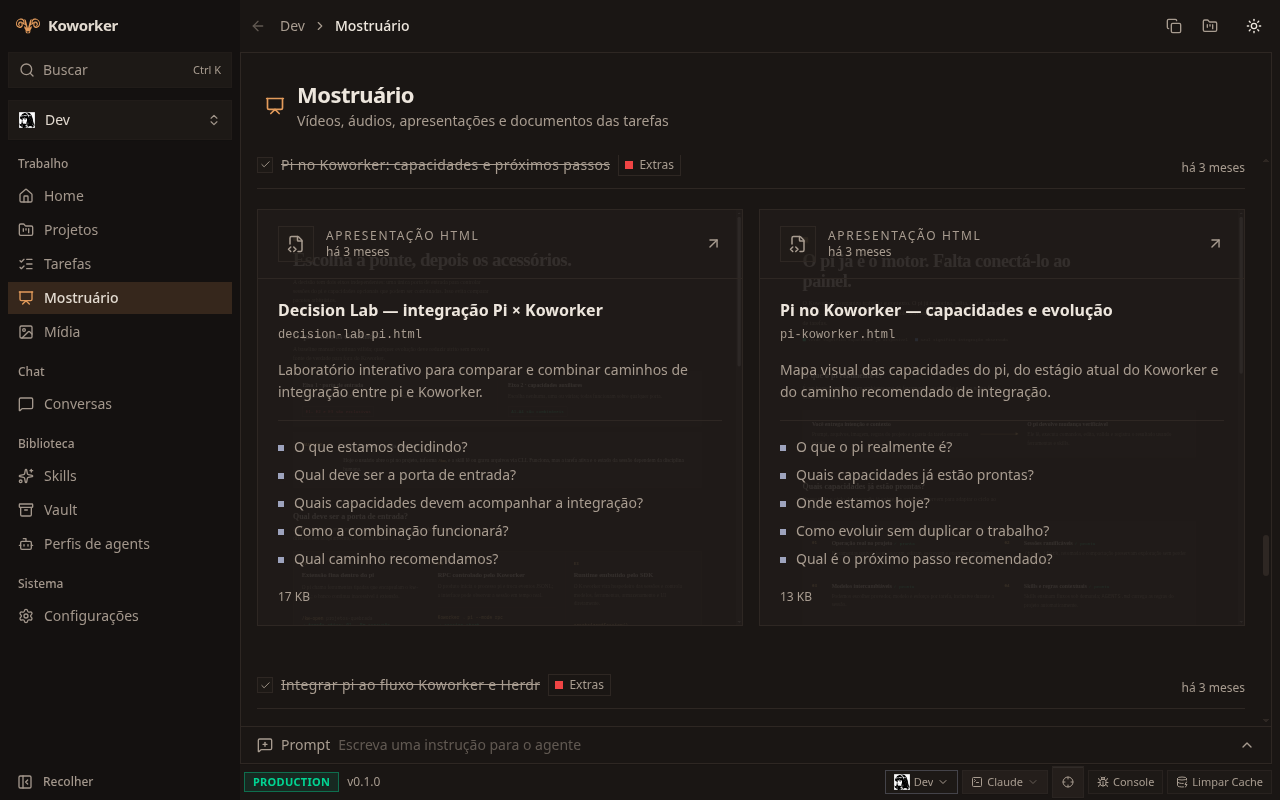 Koworker
Dev
Mostruário
Buscar
Ctrl K
Dev
Trabalho
Home
Projetos
Tarefas
Mostruário
Mídia
Chat
Conversas
Biblioteca
Skills
Vault
Perfis de agents
Sistema
Configurações
Recolher
Mostruário
Vídeos, áudios, apresentações e documentos das tarefas
Pi no Koworker: capacidades e próximos passos
Extras
há 3 meses
APRESENTAÇÃO HTML
há 3 meses
Escolha a ponte, depois os acessórios.
Decision Lab — integração Pi × Koworker
decision-lab-pi.html
Laboratório interativo para comparar e combinar caminhos de
integração entre pi e Koworker.
O que estamos decidindo?
Qual deve ser a porta de entrada?
Quais capacidades devem acompanhar a integração?
Como a combinação funcionará?
Qual caminho recomendamos?
17 KB
APRESENTAÇÃO HTML
há 3 meses
O pi já é o motor. Falta conectá-lo ao
painel.
Pi no Koworker — capacidades e evolução
pi-koworker.html
Mapa visual das capacidades do pi, do estágio atual do Koworker e
do caminho recomendado de integração.
O que o pi realmente é?
Quais capacidades já estão prontas?
Onde estamos hoje?
Como evoluir sem duplicar o trabalho?
Qual é o próximo passo recomendado?
13 KB
Integrar pi ao fluxo Koworker e Herdr
Extras
há 3 meses
Prompt
Escreva uma instrução para o agente
PRODUCTION
v0.1.0
Dev
Claude
Console
Limpar Cache